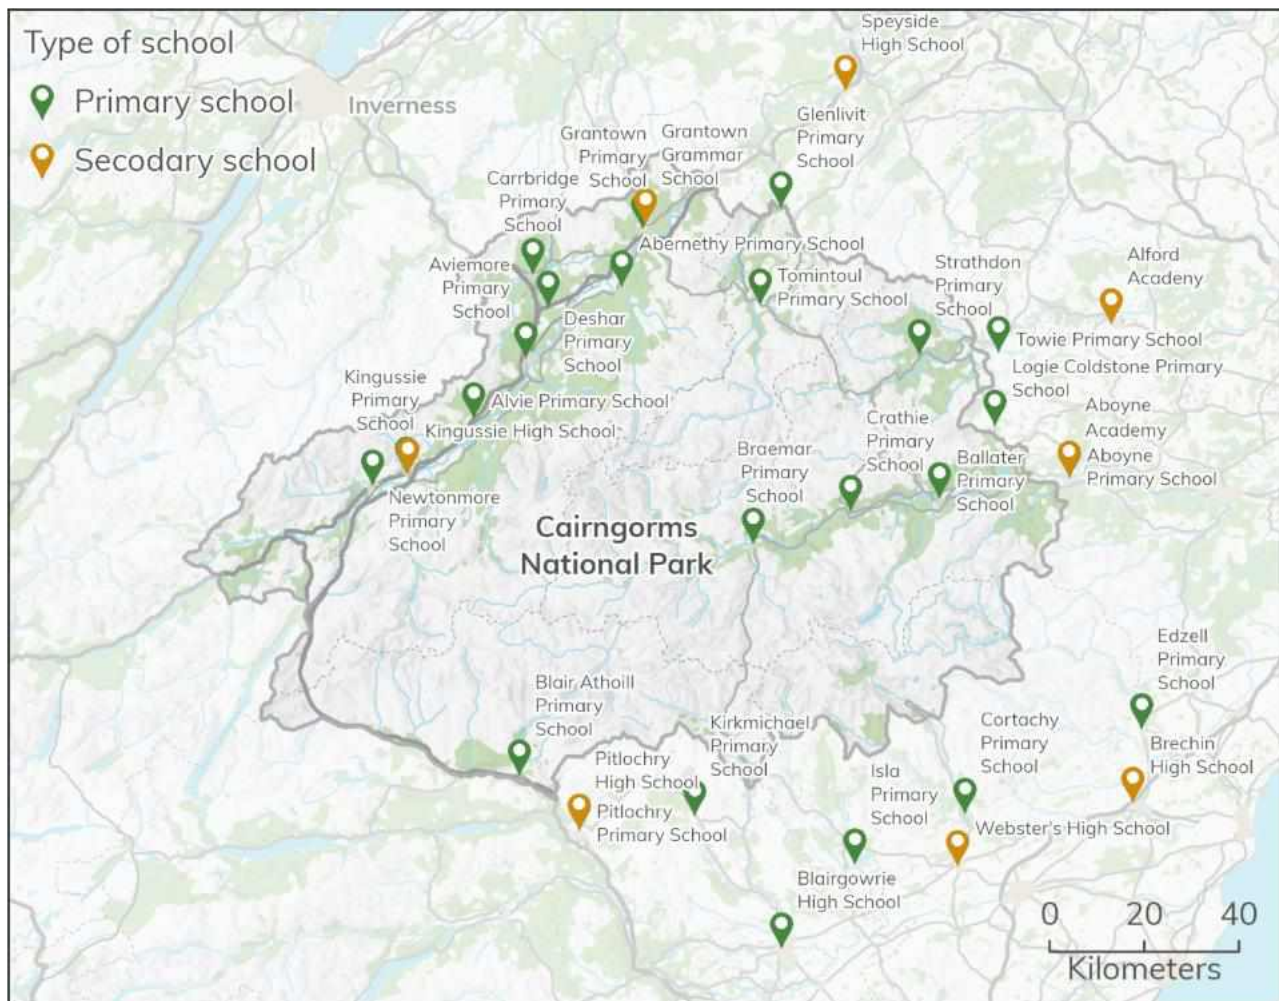 Type of school
Primary school
Secodary school
Inverness
Speyside
High School
Glenlivit
Primary
School
Grantown
Primary
School
Grantown
Grammar
School
Carrbridge
Primary
School
Abernethy Primary School
Aviemore
Primary
School
Tomintoul
Primary School
Strathdon
Primary
School
Alford
Acadeny
Deshar
Primary
School
Towie Primary School
Logie Coldstone Primary
School
Kingussie
Primary
School
Alvie Primary School
Kingussie High School
Crathie
Primary
School
Aboyne
Academy
Aboyne
Primary School
Braemar
Primary
School
Ballater
Primary
School
Newtonmore
Primary
School
Cairngorms
National Park
Edzell
Primary
School
Blair Athoill
Primary
School
Kirkmichael
Primary
School
Cortachy
Primary
School
Brechin
High School
Pitlochry
High School
Pitlochry
Primary School
Isla
Primary
School
Webster's High School
Blairgowrie
High School
0 20 40
Kilometers